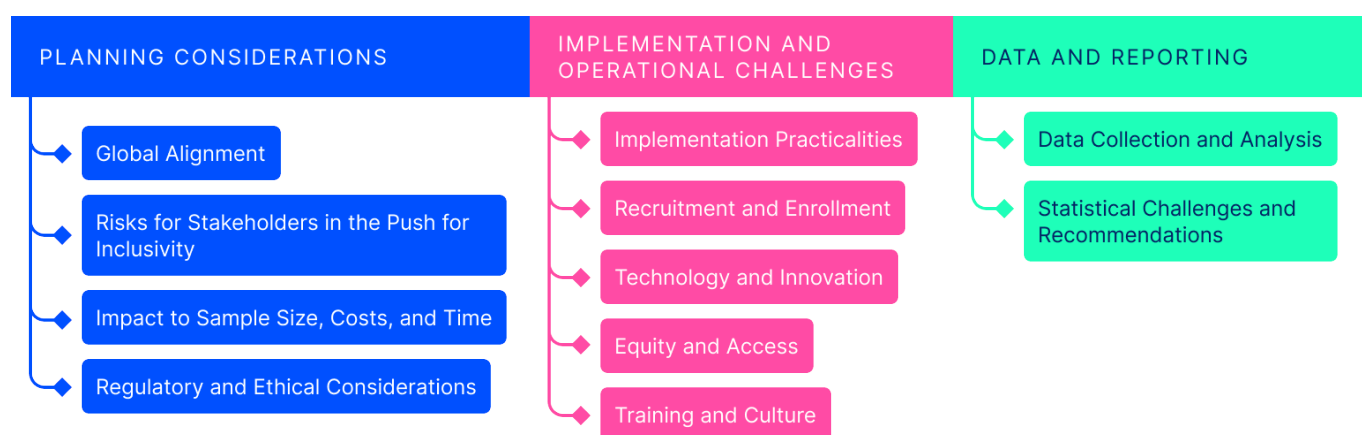 PLANNING CONSIDERATIONS
Global Alignment
Risks for Stakeholders in the Push for
Inclusivity
Impact to Sample Size, Costs, and Time
Regulatory and Ethical Considerations
IMPLEMENTATION AND
OPERATIONAL CHALLENGES
Implementation Practicalities
Recruitment and Enrollment
Technology and Innovation
Equity and Access
Training and Culture
DATA AND REPORTING
Data Collection and Analysis
Statistical Challenges and
Recommendations